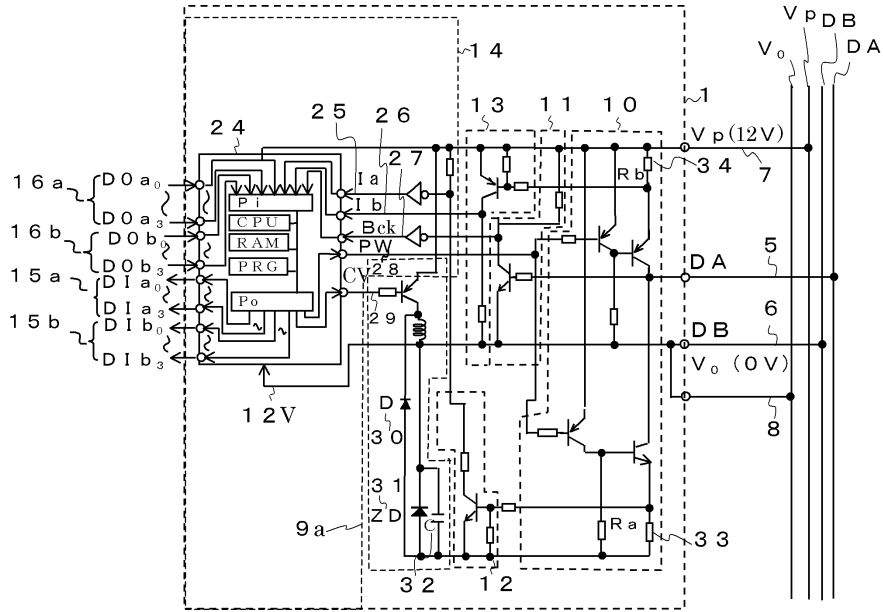 Vp DB
V₀ DA
14
1
26
25
24
27
13
11
10
Vp(12V)
34
7
Ia
Ib
Bck
PW
CV
28
29
Rb
16a
DOa₀
DOa₃
16b
DOb₀
DOb₃
15a
DIa₀
DIa₃
15b
DIb₀
DIb₃
Pi
CPU
RAM
PRG
Po
12V
DA
5
DB
6
V₀ (0V)
8
D
30
31
ZD
C
9a
32
12
Ra
33